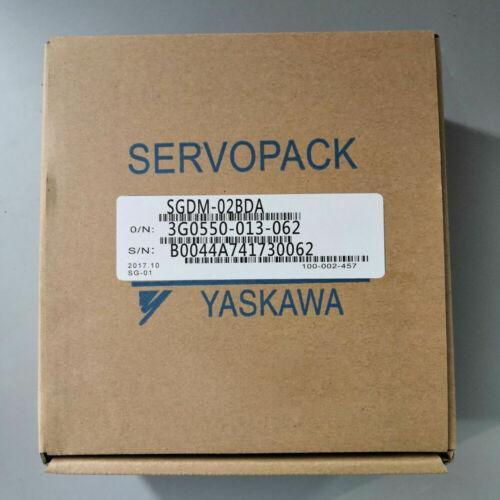 SERVOPACK
SGDM-02BDA
O/N: 3G0550-013-062
S/N: B0044A741730062
2017.10
SG-01 100-002-457
YASKAWA